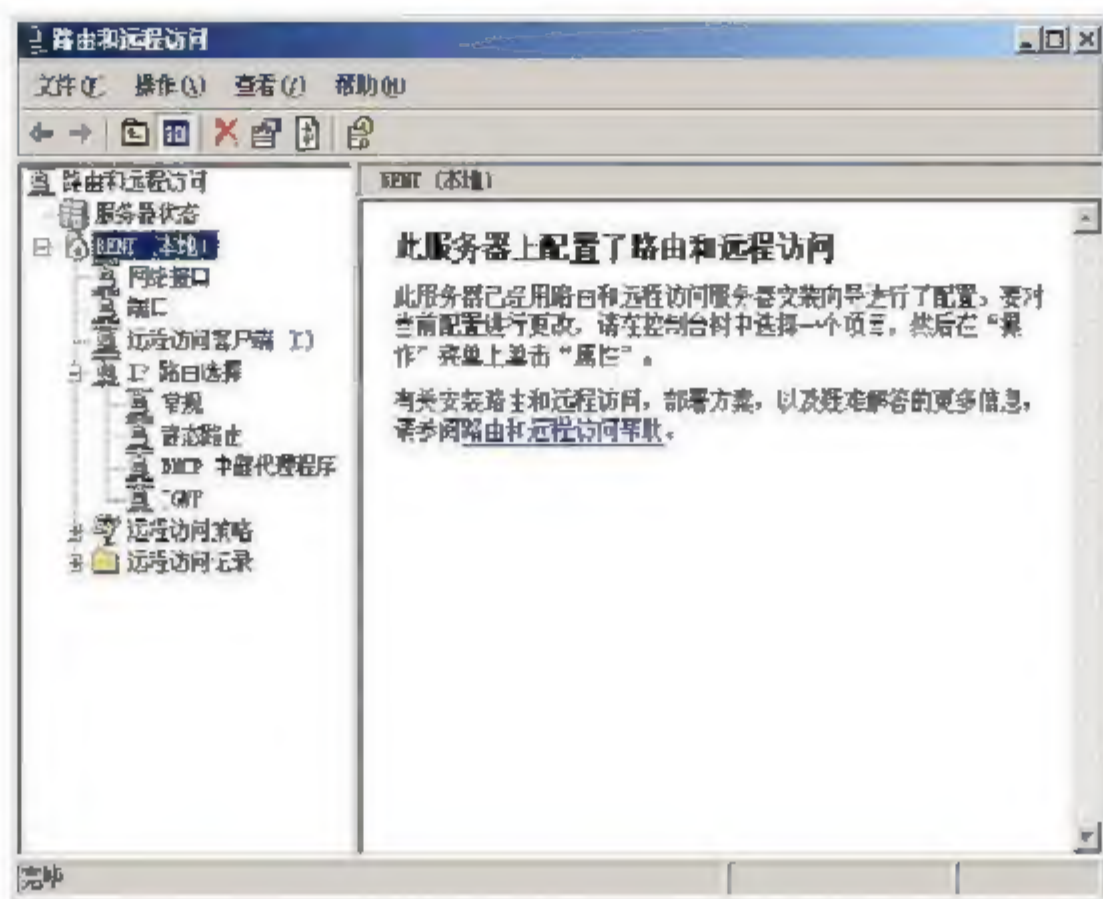 路由和远程访问
文件(F) 操作(A) 查看(V) 帮助(H)
路由和远程访问
BENT (本地)
服务器状态
BENT (本地)
网络接口
端口
远程访问客户端
IP 路由选择
常规
静态路由
DHCP 中继代理程序
IGMP
远程访问策略
远程访问记录
此服务器上配置了路由和远程访问
此服务器已经用路由和远程访问服务器安装向导进行了配置。要对
当前配置进行更改，请在控制台树中选择一个项目，然后在“操
作”菜单上单击“属性”。
有关安装路由和远程访问，部署方案，以及疑难解答的更多信息，
请参阅路由和远程访问帮助。
完毕